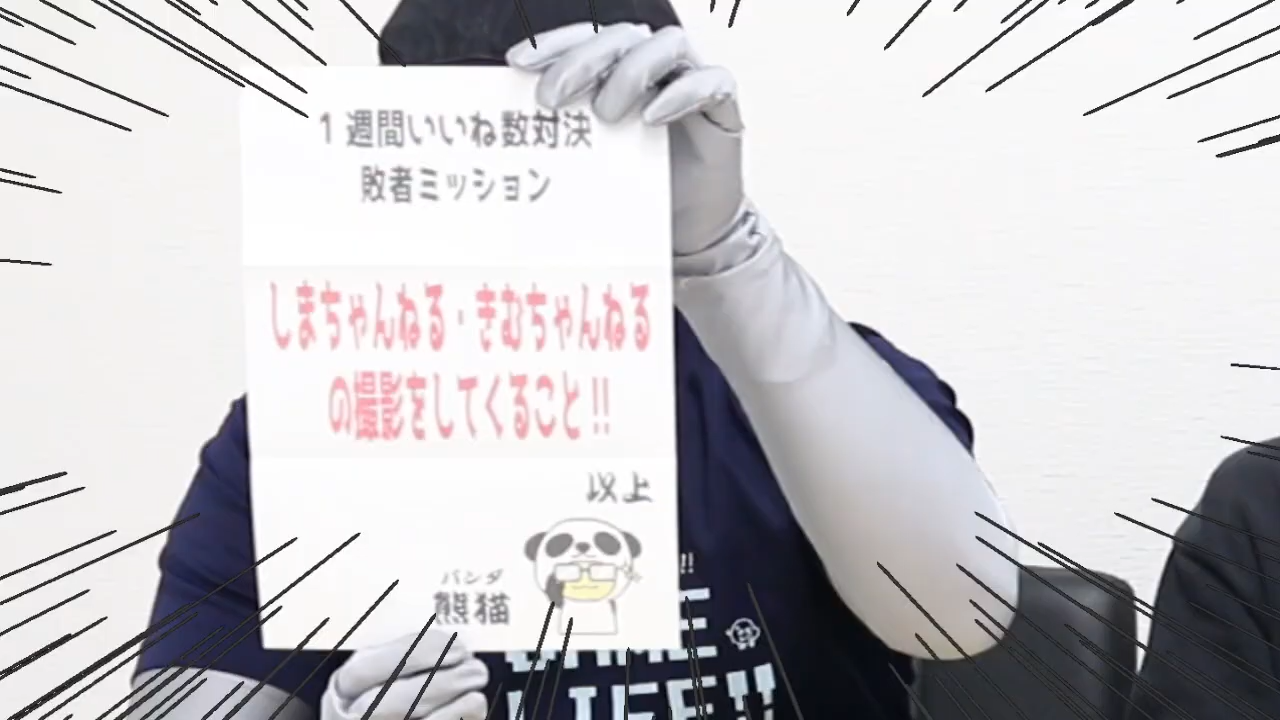 1週間いいね数対決
敗者ミッション
しまちゃんねる・きむちゃんねる
の撮影をしてくること!!
以上
パンダ
熊猫
!!
LIFE!!